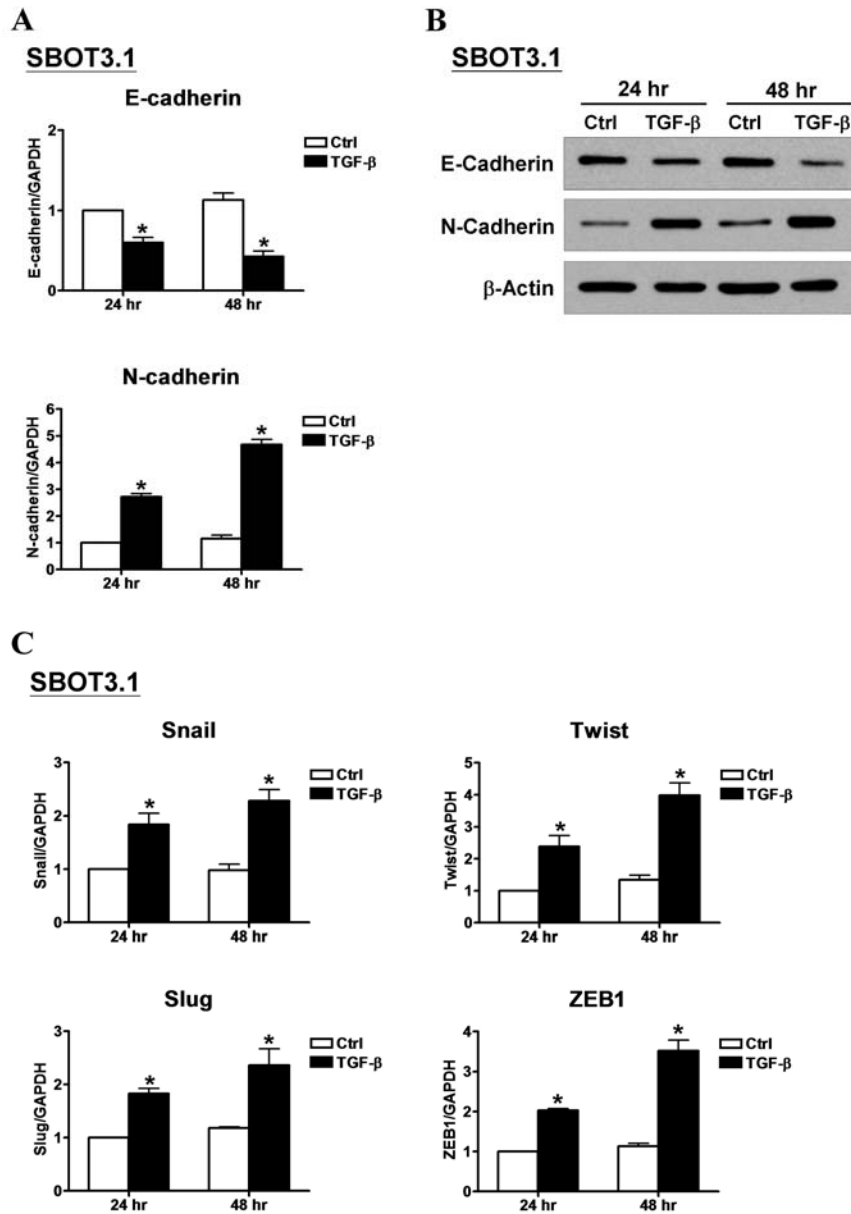 A
SBOT3.1
E-cadherin
E-cadherin/GAPDH
2
1
0
Ctrl
TGF-β
*
*
24 hr
48 hr
N-cadherin
N-cadherin/GAPDH
6
5
4
3
2
1
0
Ctrl
TGF-β
*
*
24 hr
48 hr
B
SBOT3.1
24 hr 48 hr
Ctrl TGF-β Ctrl TGF-β
E-Cadherin
N-Cadherin
β-Actin
C
SBOT3.1
Snail
Snail/GAPDH
3
2
1
0
Ctrl
TGF-β
*
*
24 hr
48 hr
Twist
Twist/GAPDH
5
4
3
2
1
0
Ctrl
TGF-β
*
*
24 hr
48 hr
Slug
Slug/GAPDH
3
2
1
0
Ctrl
TGF-β
*
*
24 hr
48 hr
ZEB1
ZEB1/GAPDH
4
3
2
1
0
Ctrl
TGF-β
*
*
24 hr
48 hr